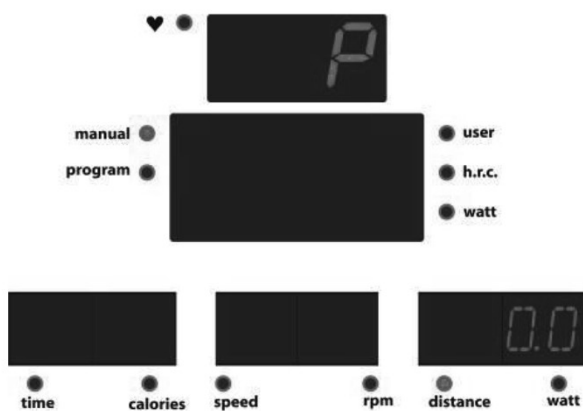 ♥
P
manual
user
program
h.r.c.
watt
0.0
time
calories
speed
rpm
distance
watt